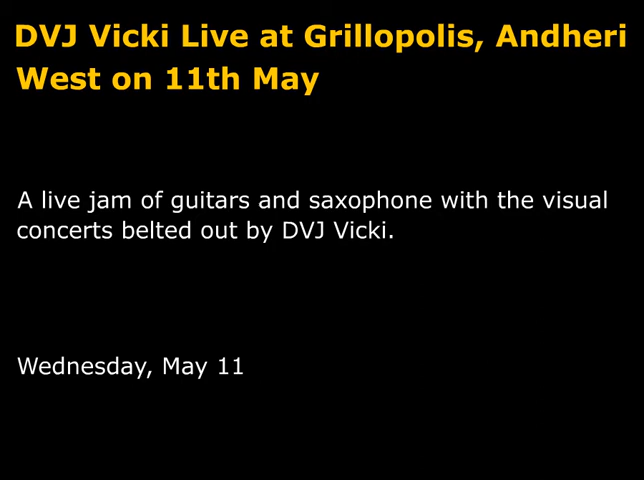 DVJ Vicki Live at Grillopolis, Andheri
West on 11th May
A live jam of guitars and saxophone with the visual
concerts belted out by DVJ Vicki.
Wednesday, May 11